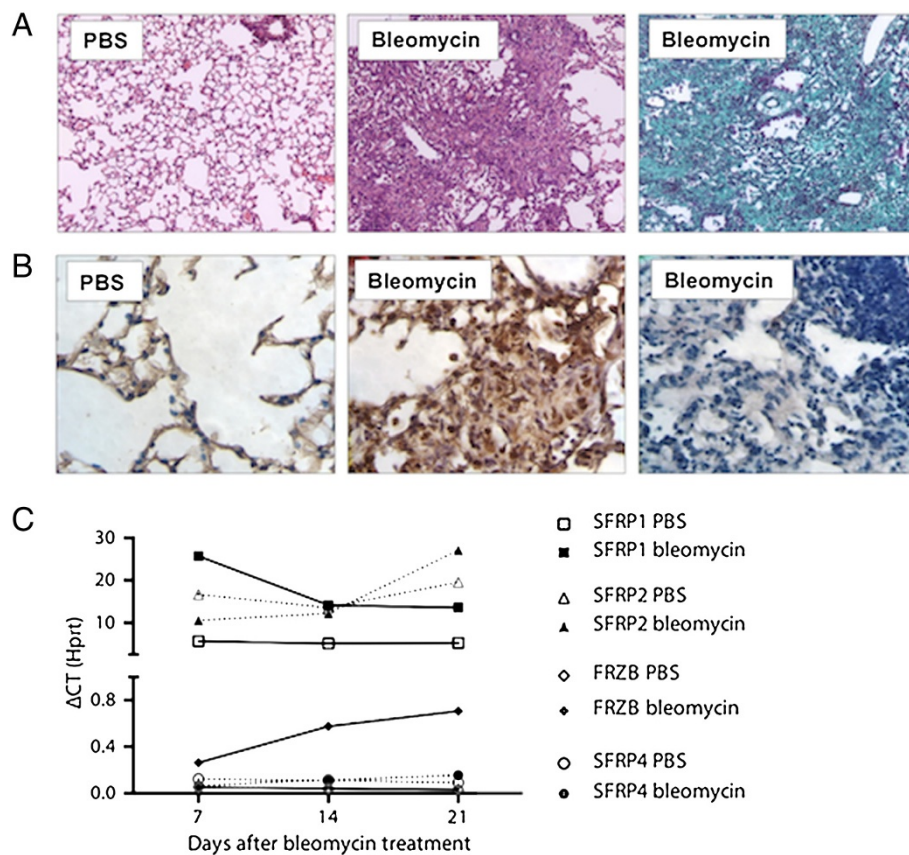 A
PBS
Bleomycin
Bleomycin
B
PBS
Bleomycin
Bleomycin
C
ΔCT (Hprt)
30
20
10
0.8
0.4
0.0
7
14
21
Days after bleomycin treatment
SFRP1 PBS
SFRP1 bleomycin
SFRP2 PBS
SFRP2 bleomycin
FRZB PBS
FRZB bleomycin
SFRP4 PBS
SFRP4 bleomycin